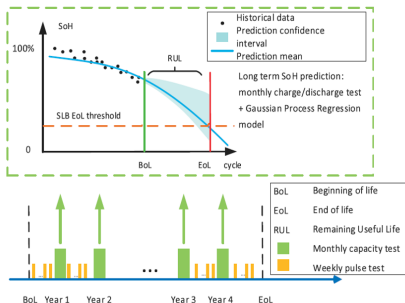 SoH
100%
Historical data
Prediction confidence
interval
Prediction mean
RUL
Long term SoH prediction:
monthly charge/discharge test
+ Gaussian Process Regression
model
SLB EoL threshold
0
BoL
EoL
cycle
BoL Beginning of life
EoL End of life
RUL Remaining Useful Life
Monthly capacity test
Weekly pulse test
...
BoL Year 1 Year 2 Year 3 Year 4 EoL